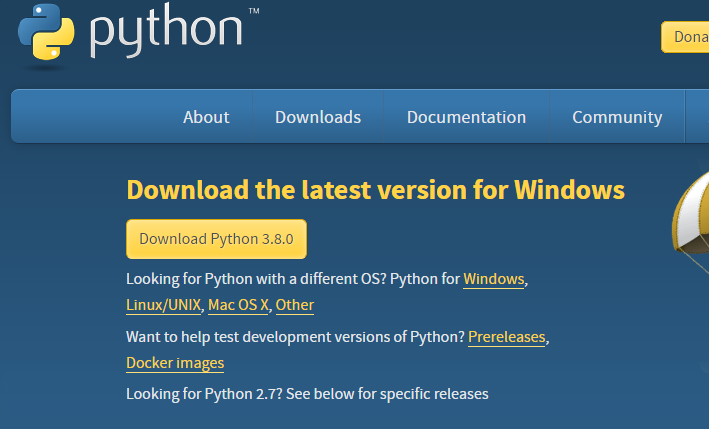 python™
Dona
About Downloads Documentation Community
Download the latest version for Windows
Download Python 3.8.0
Looking for Python with a different OS? Python for Windows,
Linux/UNIX, Mac OS X, Other
Want to help test development versions of Python? Prereleases,
Docker images
Looking for Python 2.7? See below for specific releases